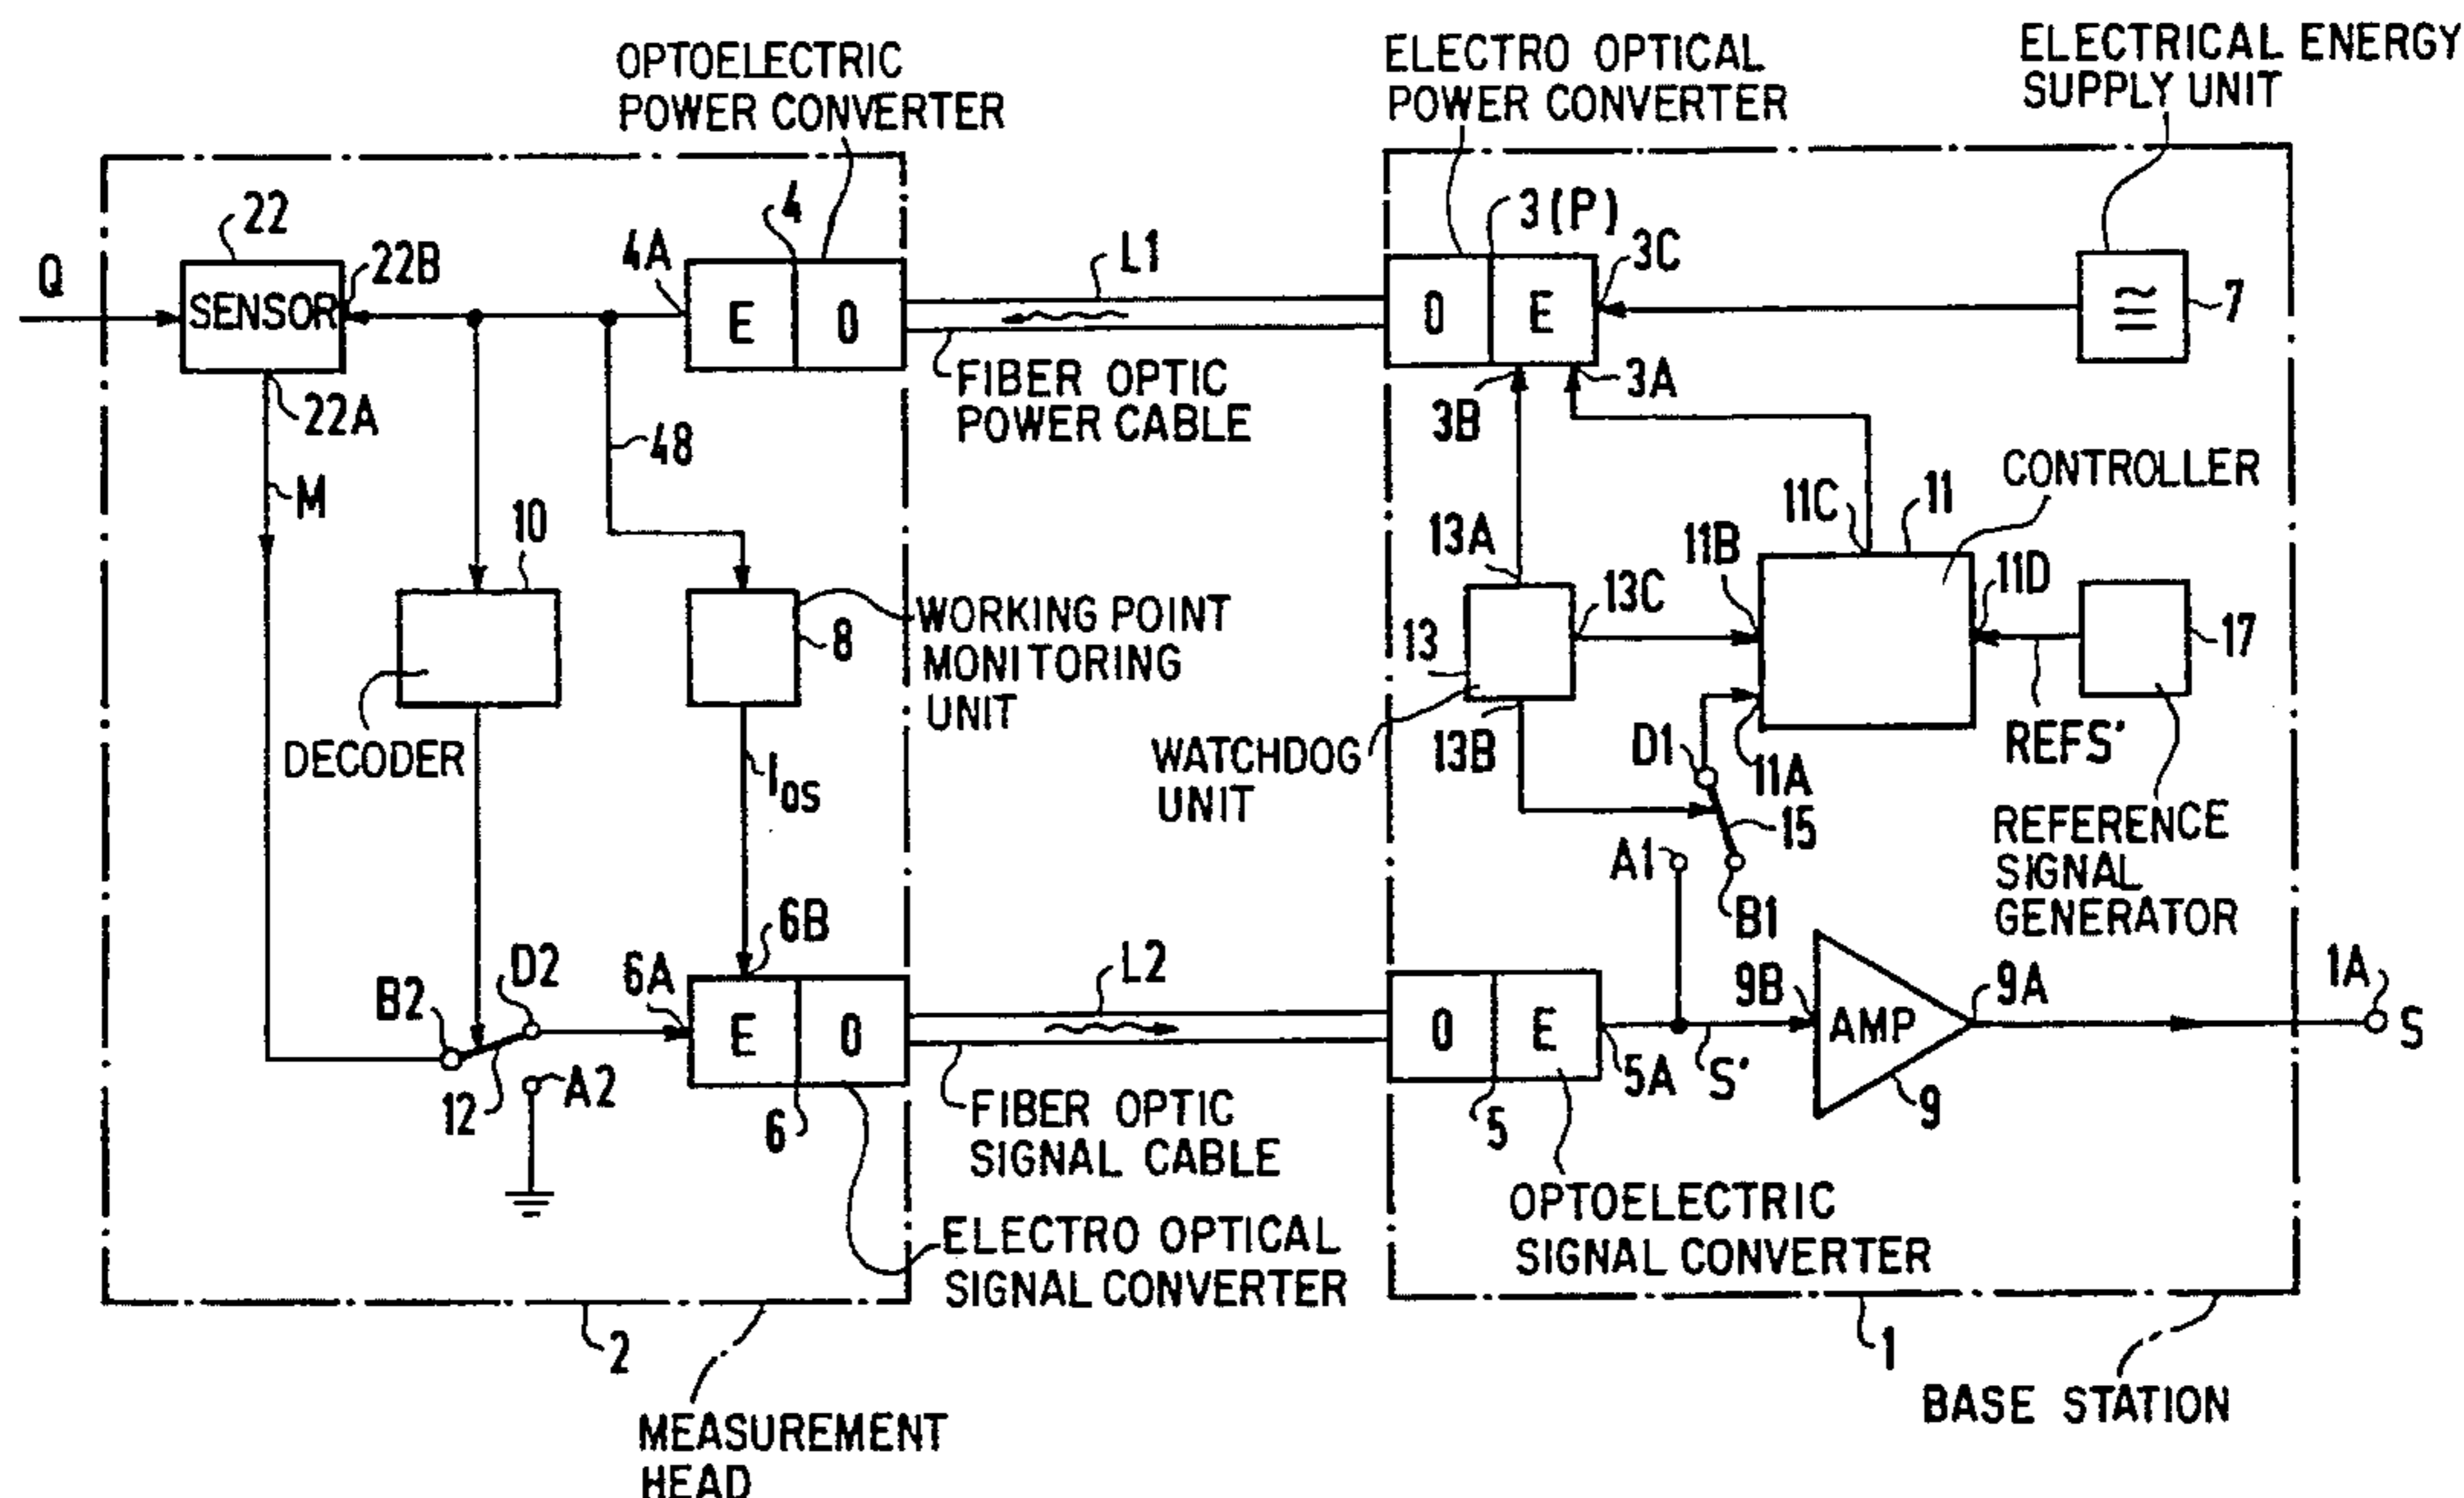 OPTOELECTRIC
POWER CONVERTER
ELECTRO OPTICAL
POWER CONVERTER
ELECTRICAL ENERGY
SUPPLY UNIT
Q
22
SENSOR
22B
22A
M
4A
4
E
O
L1
FIBER OPTIC
POWER CABLE
48
O
E
3(P)
3C
3B
3A
≅
7
10
DECODER
8
WORKING POINT
MONITORING
UNIT
I0S
13A
13
13C
13B
WATCHDOG
UNIT
11C
11
CONTROLLER
11B
11D
11A
17
REFS'
REFERENCE
SIGNAL
GENERATOR
D1
15
A1
B1
B2
D2
12
A2
6A
6B
E
O
6
L2
FIBER OPTIC
SIGNAL CABLE
ELECTRO OPTICAL
SIGNAL CONVERTER
O
E
5
5A
S'
9B
AMP
9A
9
1A
S
OPTOELECTRIC
SIGNAL CONVERTER
2
MEASUREMENT
HEAD
1
BASE STATION